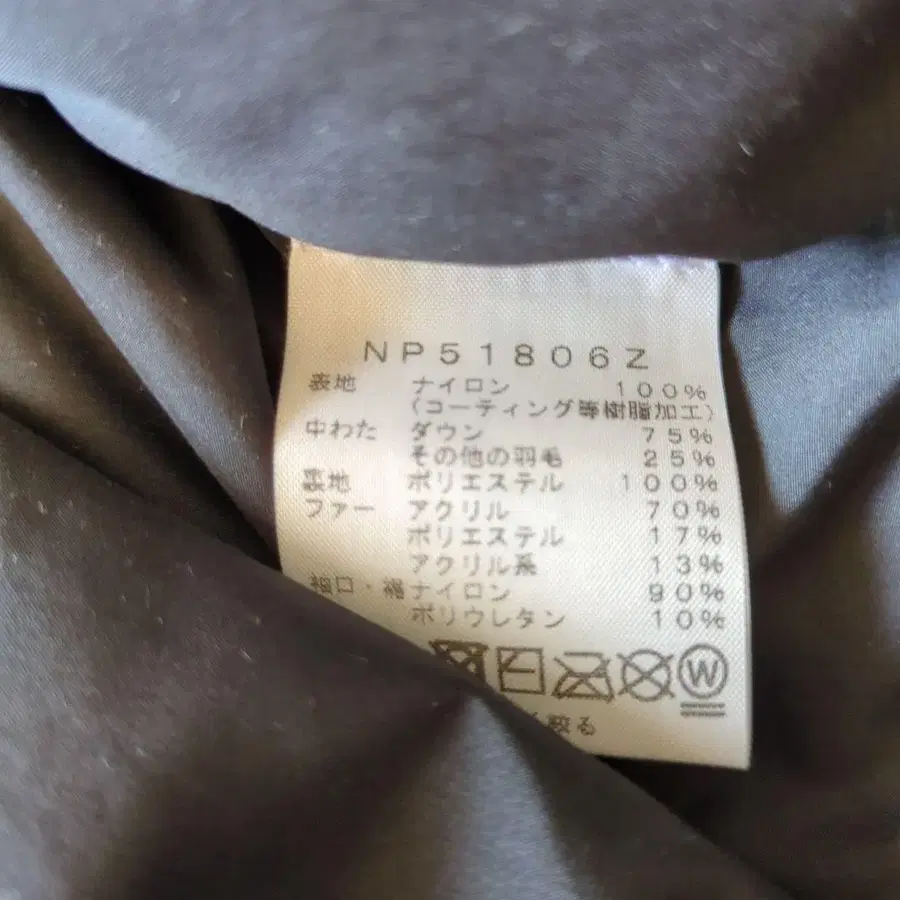 NP51806Z
表地 ナイロン 100%
(コーティング等樹脂加工)
中わた ダウン 75%
その他の羽毛 25%
裏地 ポリエステル 100%
ファー アクリル 70%
ポリエステル 17%
アクリル系 13%
袖口・ ナイロン 90%
ポリウレタン 10%
W
絞る